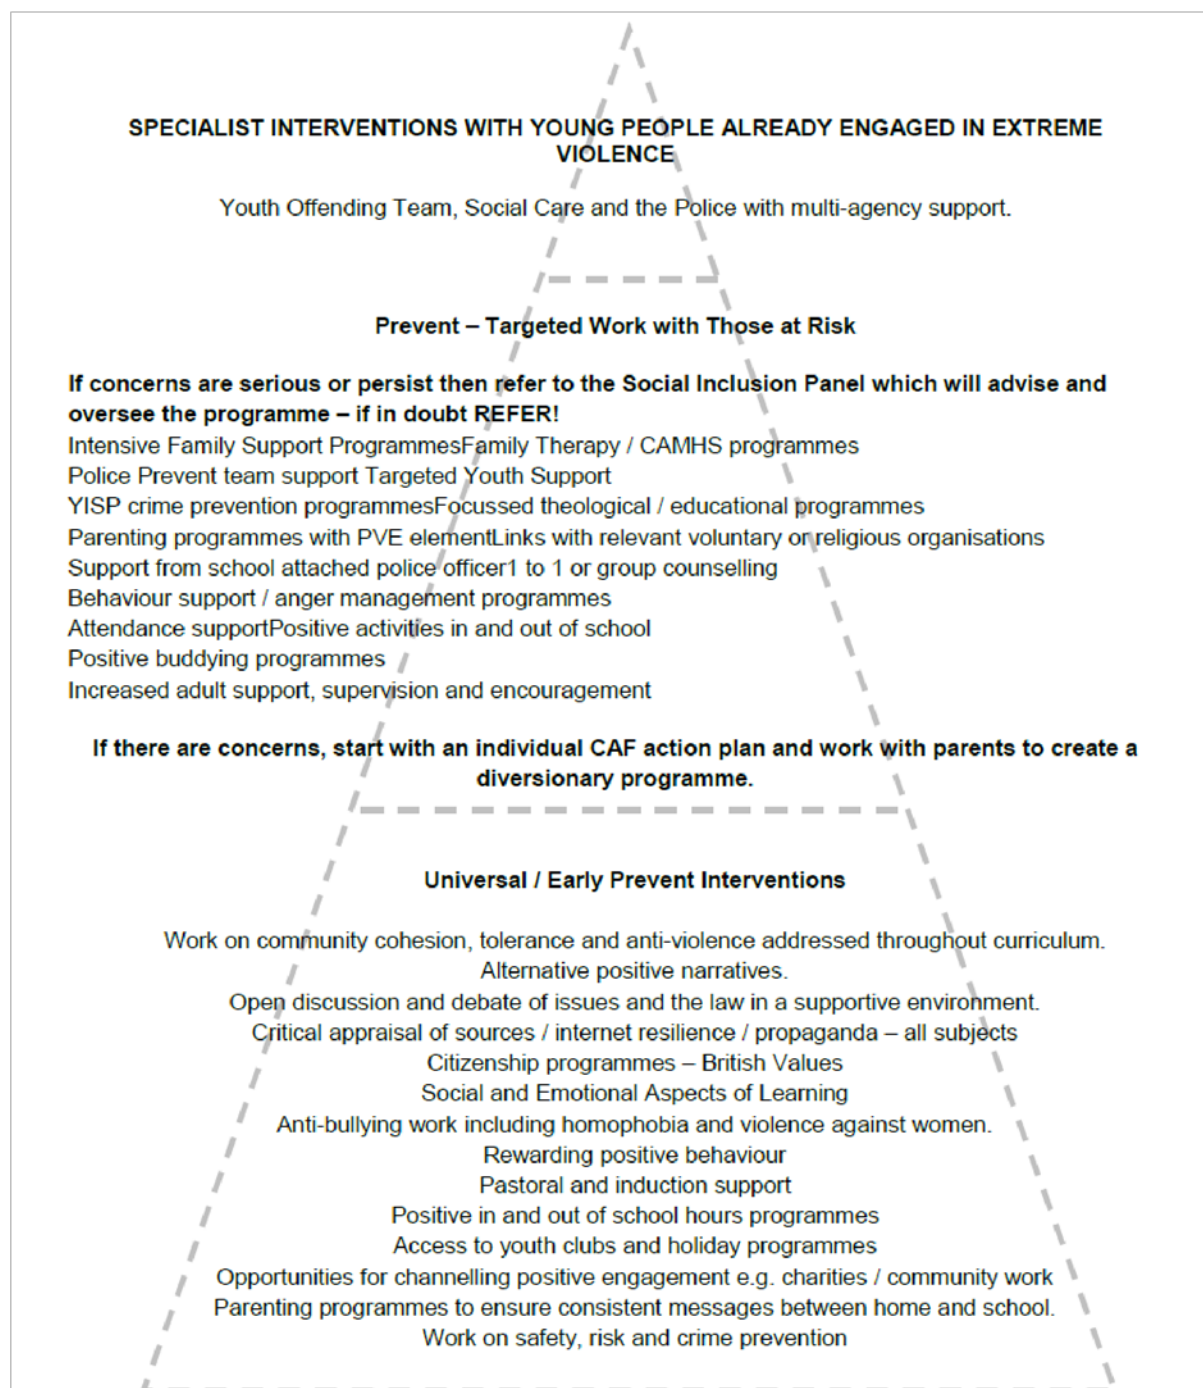 SPECIALIST INTERVENTIONS WITH YOUNG PEOPLE ALREADY ENGAGED IN EXTREME
VIOLENCE
Youth Offending Team, Social Care and the Police with multi-agency support.
Prevent – Targeted Work with Those at Risk
If concerns are serious or persist then refer to the Social Inclusion Panel which will advise and
oversee the programme – if in doubt REFER!
Intensive Family Support ProgrammesFamily Therapy / CAMHS programmes
Police Prevent team support Targeted Youth Support
YISP crime prevention programmesFocussed theological / educational programmes
Parenting programmes with PVE elementLinks with relevant voluntary or religious organisations
Support from school attached police officer1 to 1 or group counselling
Behaviour support / anger management programmes
Attendance supportPositive activities in and out of school
Positive buddying programmes
Increased adult support, supervision and encouragement
If there are concerns, start with an individual CAF action plan and work with parents to create a
diversionary programme.
Universal / Early Prevent Interventions
Work on community cohesion, tolerance and anti-violence addressed throughout curriculum.
Alternative positive narratives.
Open discussion and debate of issues and the law in a supportive environment.
Critical appraisal of sources / internet resilience / propaganda – all subjects
Citizenship programmes – British Values
Social and Emotional Aspects of Learning
Anti-bullying work including homophobia and violence against women.
Rewarding positive behaviour
Pastoral and induction support
Positive in and out of school hours programmes
Access to youth clubs and holiday programmes
Opportunities for channelling positive engagement e.g. charities / community work
Parenting programmes to ensure consistent messages between home and school.
Work on safety, risk and crime prevention